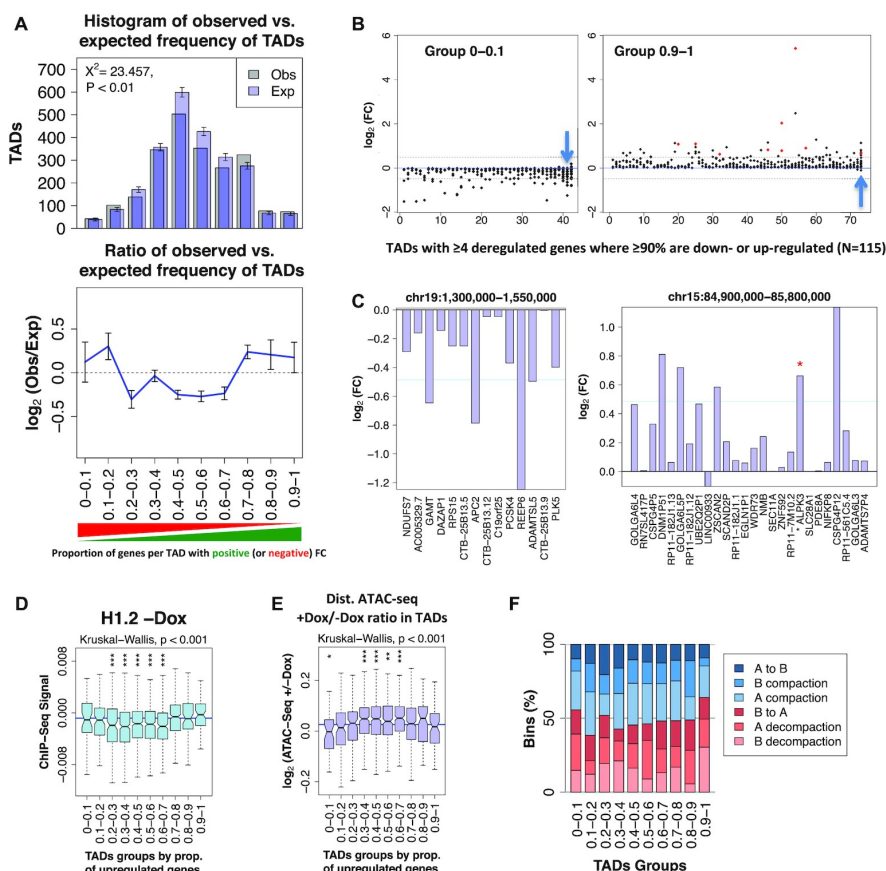 A
Histogram of observed vs.
expected frequency of TADs
X²= 23.457,
P < 0.01
Obs
Exp
TADs
700
600
500
400
300
200
100
0
Ratio of observed vs.
expected frequency of TADs
log₂ (Obs/Exp)
0.5
0.0
−0.5
0−0.1
0.1−0.2
0.2−0.3
0.3−0.4
0.4−0.5
0.5−0.6
0.6−0.7
0.7−0.8
0.8−0.9
0.9−1
Proportion of genes per TAD with positive (or negative) FC
B
Group 0−0.1
log₂ (FC)
6
4
2
0
−2
0 10 20 30 40
Group 0.9−1
6
4
2
0
−2
0 10 20 30 40 50 60 70
TADs with ≥4 deregulated genes where ≥90% are down- or up-regulated (N=115)
C
chr19:1,300,000−1,550,000
log₂ (FC)
0.0
−0.2
−0.4
−0.6
−0.8
−1.0
−1.2
NDUFS7
AC005329.7
GAMT
DAZAP1
RPS15
CTB−25B13.5
APC2
CTB−25B13.12
C19orf25
PCSK4
REEP6
ADAMTSL5
CTB−25B13.9
PLK5
chr15:84,900,000−85,800,000
log₂ (FC)
1.0
0.8
0.6
0.4
0.2
0.0
*
GOLGA6L4
RN7SL417P
CSPG4P5
DNM1P51
RP11−182J1.13
GOLGA6L5P
RP11−182J1.12
UBE2Q2P1
LINC00933
ZSCAN2
SCAND2P
RP11−182J1.1
EGLN1P1
WDR73
NMB
SEC11A
ZNF592
RP11−7M10.2
ALPK3
SLC28A1
PDE8A
CSPG4P12
RP11−561C5.4
GOLGA6L3
ADAMTS7P4
D
H1.2 −Dox
Kruskal−Wallis, p < 0.001
ChIP−Seq Signal
0.008
0.000
−0.008
*** *** *** *** ***
0−0.1
0.1−0.2
0.2−0.3
0.3−0.4
0.4−0.5
0.5−0.6
0.6−0.7
0.7−0.8
0.8−0.9
0.9−1
TADs groups by prop.
of upregulated genes
E
Dist. ATAC-seq
+Dox/-Dox ratio in TADs
Kruskal−Wallis, p < 0.001
log₂ (ATAC−Seq +/−Dox)
0.2
0.0
−0.2
* *** *** ** ***
0−0.1
0.1−0.2
0.2−0.3
0.3−0.4
0.4−0.5
0.5−0.6
0.6−0.7
0.7−0.8
0.8−0.9
0.9−1
TADs groups by prop.
of upregulated genes
F
Bins (%)
100
50
0
0−0.1
0.1−0.2
0.2−0.3
0.3−0.4
0.4−0.5
0.5−0.6
0.6−0.7
0.7−0.8
0.8−0.9
0.9−1
TADs Groups
A to B
B compaction
A compaction
B to A
A decompaction
B decompaction